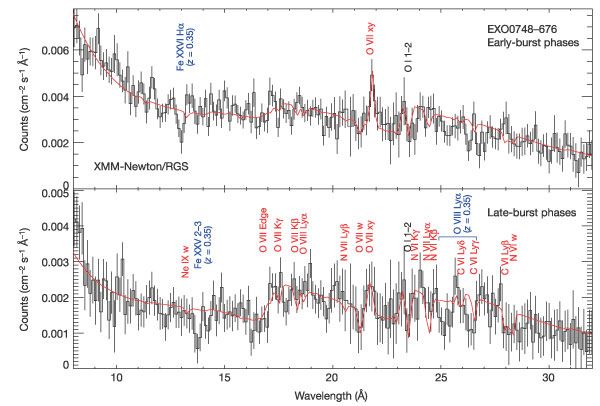 EXO0748–676
Early-burst phases
Fe XXVI Hα
(z = 0.35)
O VII xy
O I 1–2
XMM-Newton/RGS
Counts (cm⁻² s⁻¹ Å⁻¹)
0.006
0.004
0.002
0
Late-burst phases
Ne IX w
Fe XXV 2–3
(z = 0.35)
O VII Edge
O VII Kγ
O VII Kβ
O VIII Lyα
N VII Lyβ
O VII w
O VII xy
O I 1–2
N VI Kγ
N VII Lyα
N VI Kβ
O VIII Lyα
(z = 0.35)
C VI Lyδ
C VI Lyγ
C VI Lyβ
N VI w
Counts (cm⁻² s⁻¹ Å⁻¹)
0.005
0.004
0.003
0.002
0.001
0
10
15
20
25
30
Wavelength (Å)